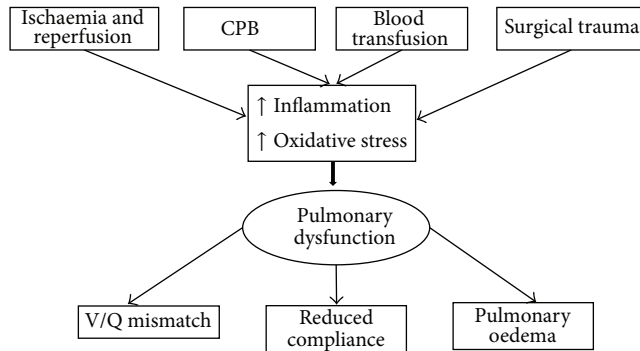 Ischaemia and
reperfusion
CPB
Blood
transfusion
Surgical trauma
↑ Inflammation
↑ Oxidative stress
Pulmonary
dysfunction
V/Q mismatch
Reduced
compliance
Pulmonary
oedema